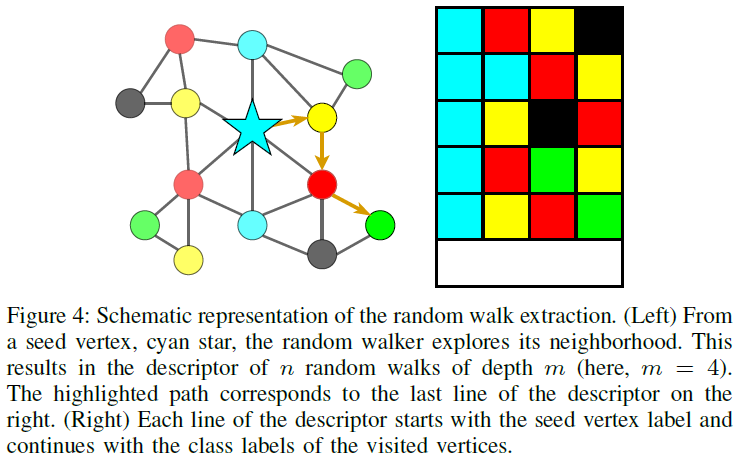 Figure 4: Schematic representation of the random walk extraction. (Left) From
a seed vertex, cyan star, the random walker explores its neighborhood. This
results in the descriptor of n random walks of depth m (here, m = 4).
The highlighted path corresponds to the last line of the descriptor on the
right. (Right) Each line of the descriptor starts with the seed vertex label and
continues with the class labels of the visited vertices.